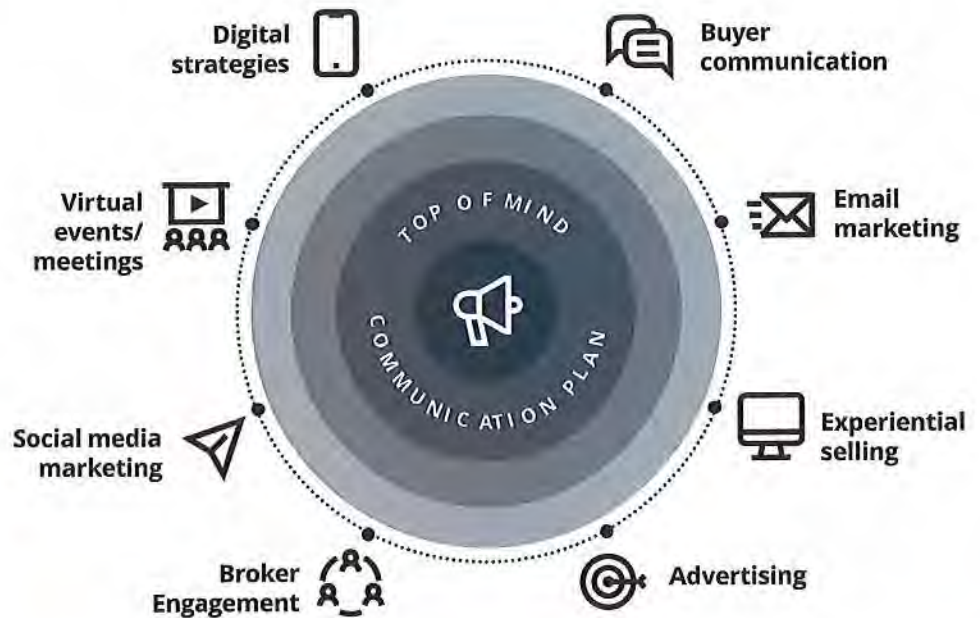 Digital
strategies
Buyer
communication
Virtual
events/
meetings
Email
marketing
TOP OF MIND
COMMUNICATION PLAN
Social media
marketing
Experiential
selling
Broker
Engagement
Advertising